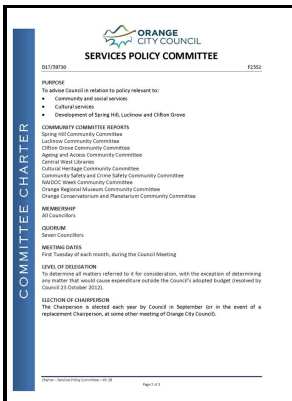 ORANGE
CITY COUNCIL
SERVICES POLICY COMMITTEE
D17/59730 F2552
PURPOSE
To advise Council in relation to policy relevant to:
• Community and social services
• Cultural services
• Development of Spring Hill, Lucknow and Clifton Grove
COMMUNITY COMMITTEE REPORTS
Spring Hill Community Committee
Lucknow Community Committee
Clifton Grove Community Committee
Ageing and Access Community Committee
Central West Libraries
Cultural Heritage Community Committee
Community Safety and Crime Safety Community Committee
NAIDOC Week Community Committee
Orange Regional Museum Community Committee
Orange Conservatorium and Planetarium Community Committee
MEMBERSHIP
All Councillors
QUORUM
Seven Councillors
MEETING DATES
First Tuesday of each month, during the Council Meeting
LEVEL OF DELEGATION
To determine all matters referred to it for consideration, with the exception of determining
any matter that would cause expenditure outside the Council's adopted budget (resolved by
Council 23 October 2012).
ELECTION OF CHAIRPERSON
The Chairperson is elected each year by Council in September (or in the event of a
replacement Chairperson, at some other meeting of Orange City Council).
COMMITTEE CHARTER
Charter – Services Policy Committee –
Page 1 of 1